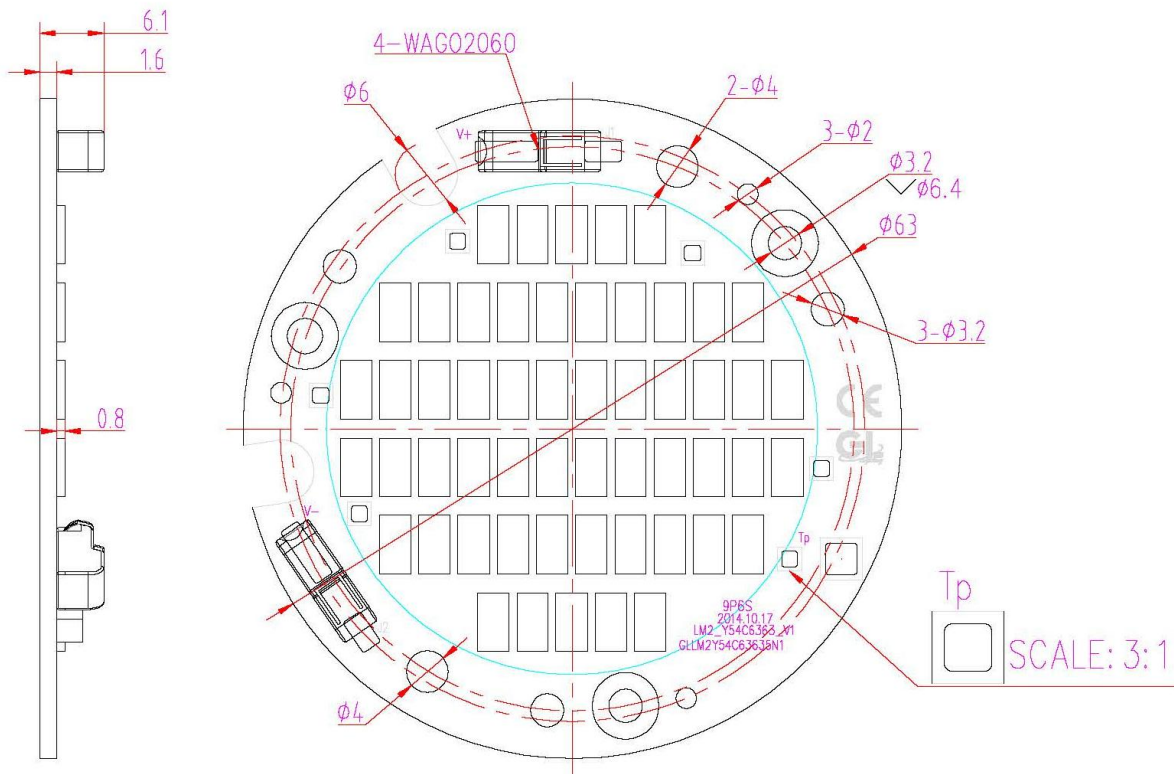 6.1
1.6
4-WAGO2060
Φ6
2-Φ4
3-Φ2
Φ3.2
Φ6.4
Φ63
V+
3-Φ3.2
0.8
CE
V-
Tp
9P6S
2014.10.17
LM2_Y54C6363_V1
GLLM2Y54C6363SN1
J2
Φ4
Tp
SCALE: 3:1